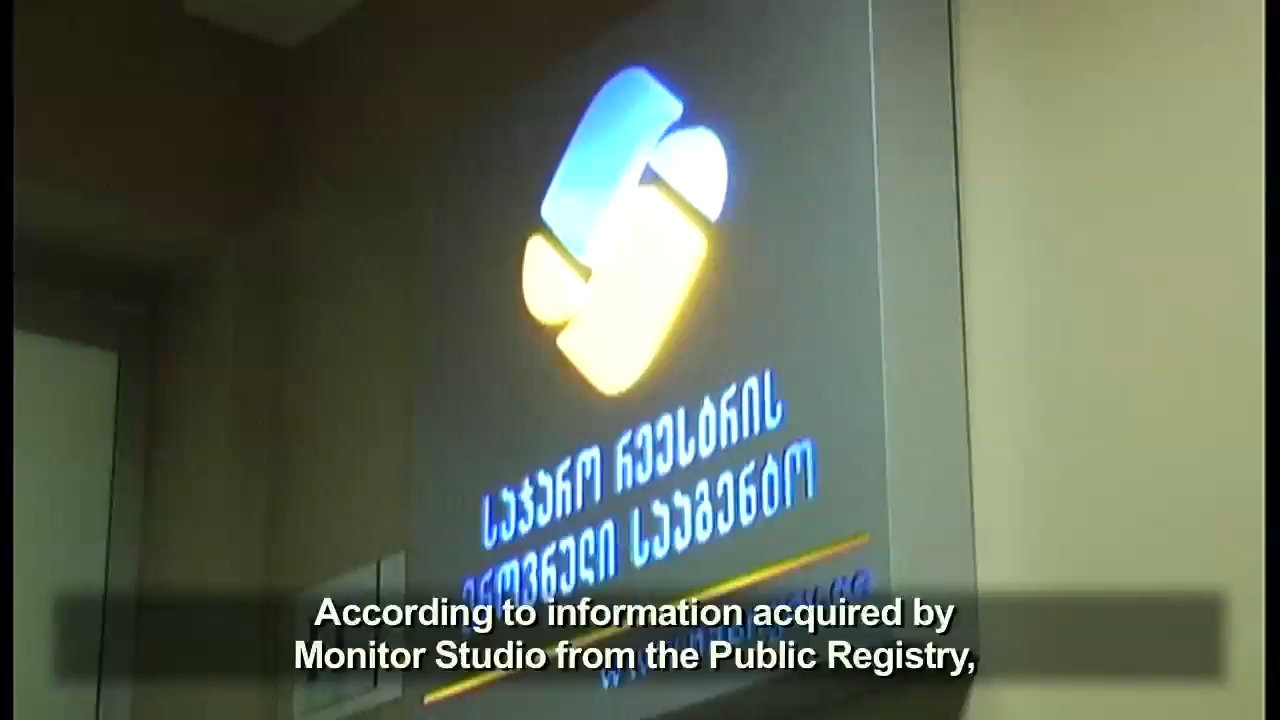 საჯარო რეესტრის
ეროვნული სააგენტო
According to information acquired by
Monitor Studio from the Public Registry,